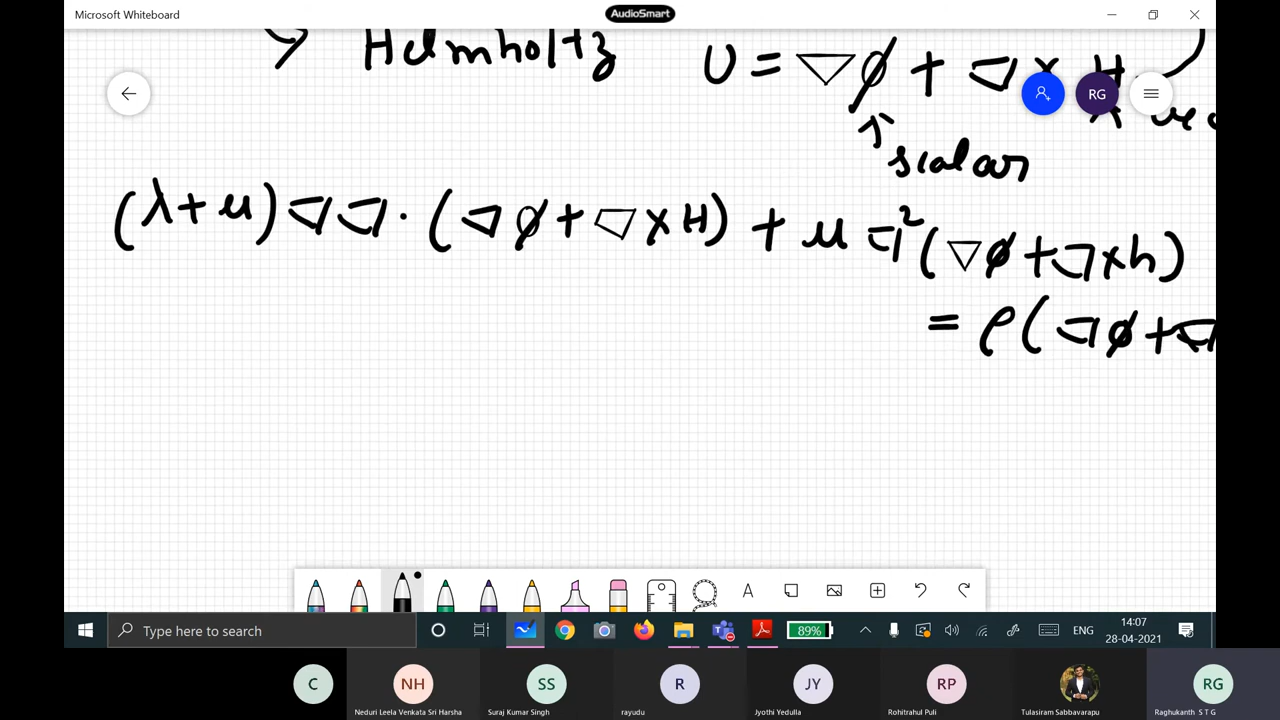 Microsoft Whiteboard
AudioSmart
Helmholtz U = ∇ϕ + ∇ x H
scalar
(λ+μ)∇∇·(∇ϕ+∇xH) + μ∇²(∇ϕ+∇xh)
= ρ(∇ϕ+∇
RG
A
Type here to search
89%
ENG
14:07
28-04-2021
C
NH
SS
R
JY
RP
RG
Neduri Leela Venkata Sri Harsha
Suraj Kumar Singh
rayudu
Jyothi Yedulla
Rohitrahul Puli
Tulasiram Sabbavarapu
Raghukanth S T G